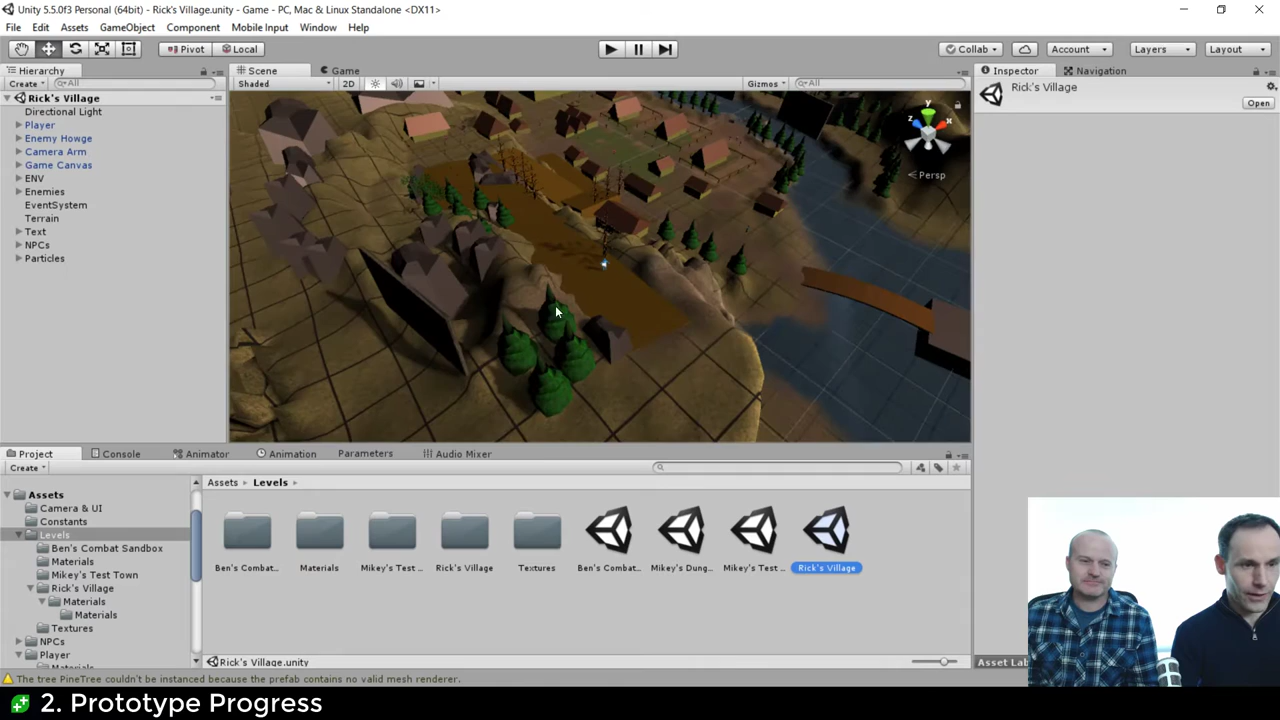 Unity 5.5.0f3 Personal (64bit) - Rick's Village.unity - Game - PC, Mac & Linux Standalone <DX11>
File Edit Assets GameObject Component Mobile Input Window Help
Pivot Local Collab Account Layers Layout
Hierarchy Scene Game Inspector Navigation
Create All Shaded 2D Gizmos All
Rick's Village
Open
Rick's Village
Directional Light
Player
Enemy Howge
Camera Arm
Game Canvas
ENV
Enemies
EventSystem
Terrain
Text
NPCs
Particles
y
z
x
Persp
Project Console Animator Animation Parameters Audio Mixer
Create
Assets
Camera & UI
Constants
Levels
Ben's Combat Sandbox
Materials
Mikey's Test Town
Rick's Village
Materials
Materials
Textures
NPCs
Player
Materials
Assets Levels
Ben's Combat... Materials Mikey's Test ... Rick's Village Textures Ben's Combat... Mikey's Dung... Mikey's Test ... Rick's Village
Rick's Village.unity
Asset Lab
The tree PineTree couldn't be instanced because the prefab contains no valid mesh renderer.
2. Prototype Progress